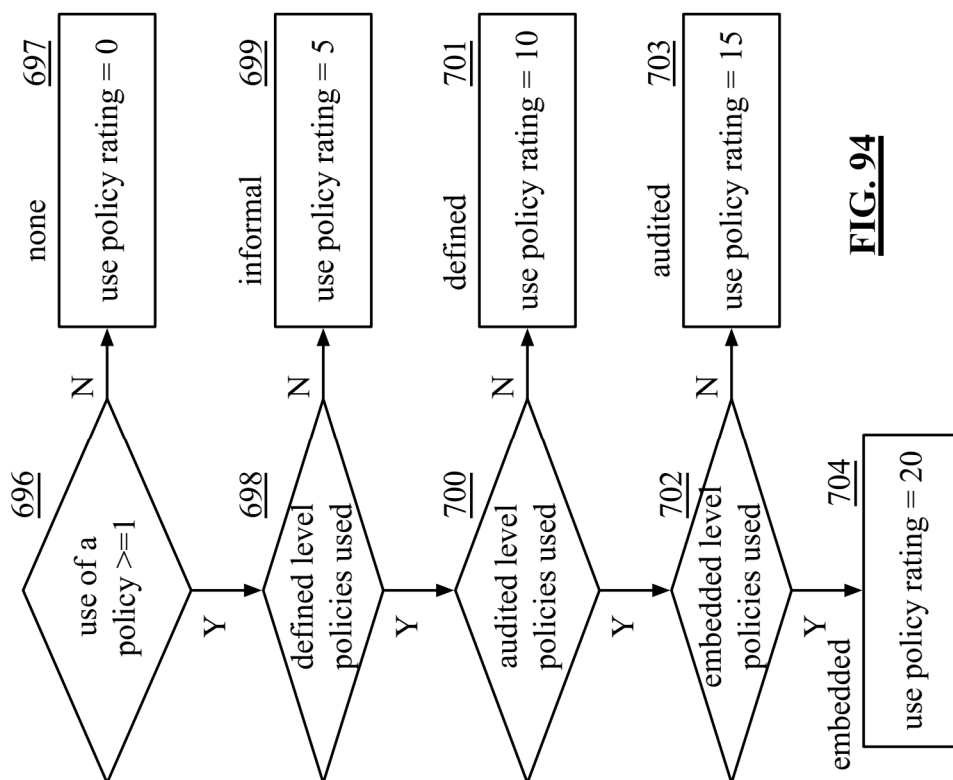 696
use of a
policy >=1
N
none
697
use policy rating = 0
Y
698
defined level
policies used
N
informal
699
use policy rating = 5
Y
700
audited level
policies used
N
defined
701
use policy rating = 10
Y
702
embedded level
policies used
N
audited
703
use policy rating = 15
Y
embedded
704
use policy rating = 20
FIG. 94